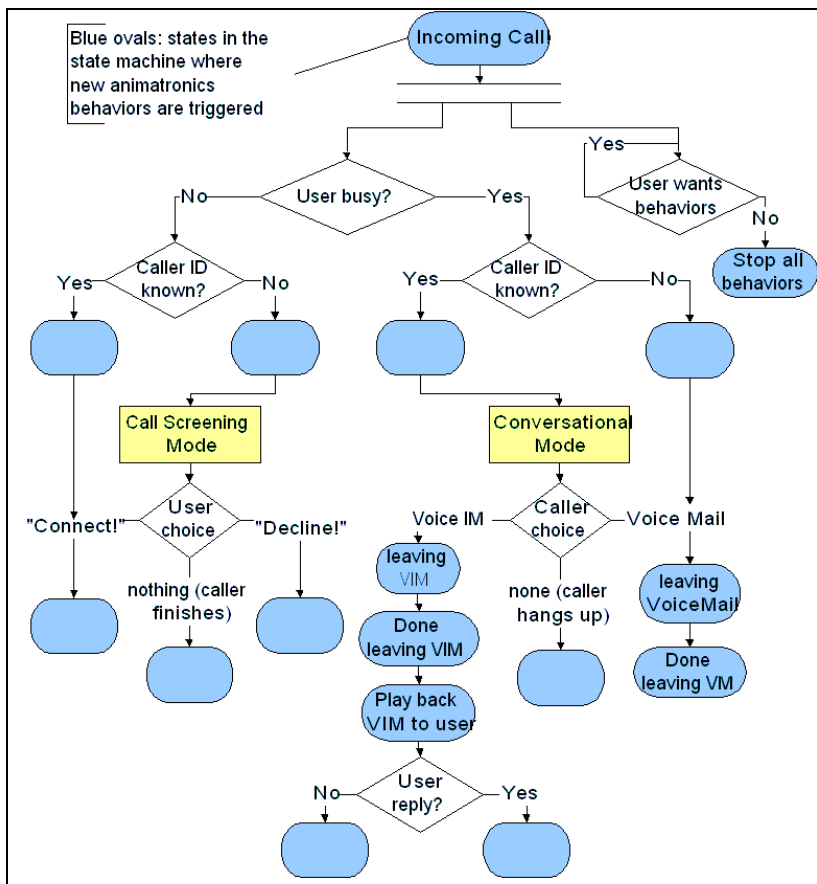 Blue ovals: states in the
state machine where
new animatronics
behaviors are triggered
Incoming Call
Yes
User wants
behaviors
No
Stop all
behaviors
User busy?
No
Yes
Caller ID
known?
Yes
No
Caller ID
known?
Yes
No
Call Screening
Mode
Conversational
Mode
"Connect!"
User
choice
"Decline!"
nothing (caller
finishes)
Voice IM
Caller
choice
Voice Mail
leaving
VIM
none (caller
hangs up)
leaving
VoiceMail
Done
leaving VIM
Done
leaving VM
Play back
VIM to user
User
reply?
No
Yes